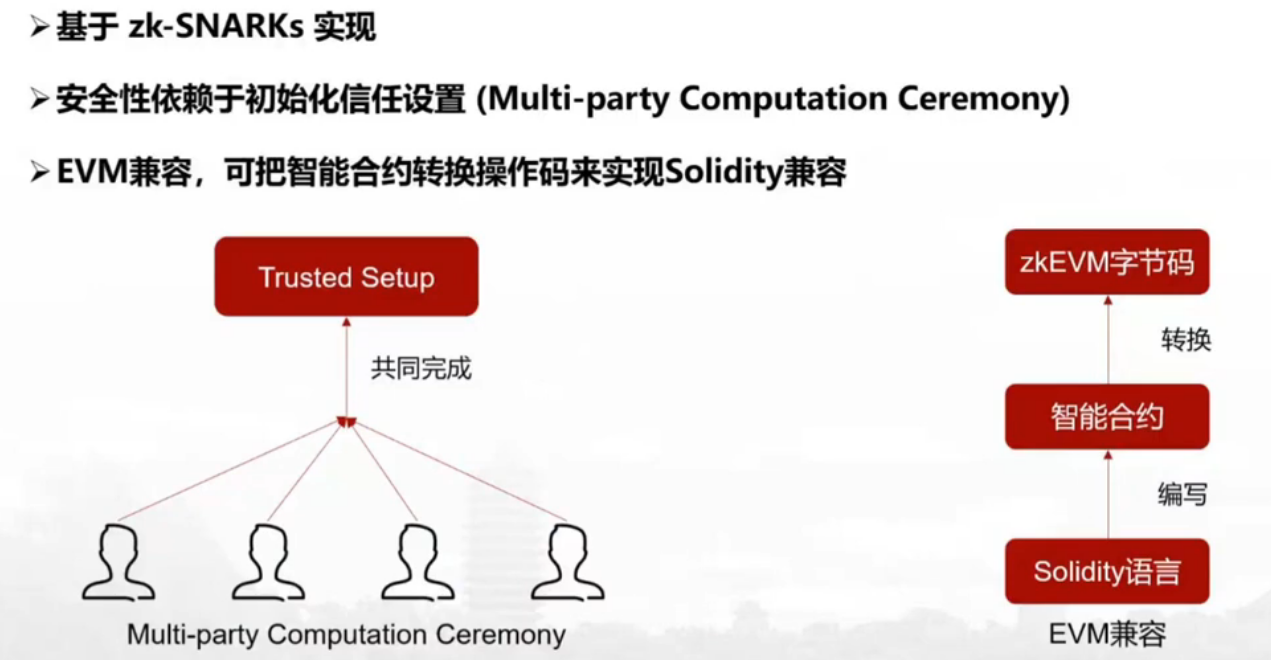 ➢基于 zk-SNARKs 实现
➢安全性依赖于初始化信任设置 (Multi-party Computation Ceremony)
➢EVM兼容，可把智能合约转换操作码来实现Solidity兼容
Trusted Setup
共同完成
Multi-party Computation Ceremony
zkEVM字节码
转换
智能合约
编写
Solidity语言
EVM兼容